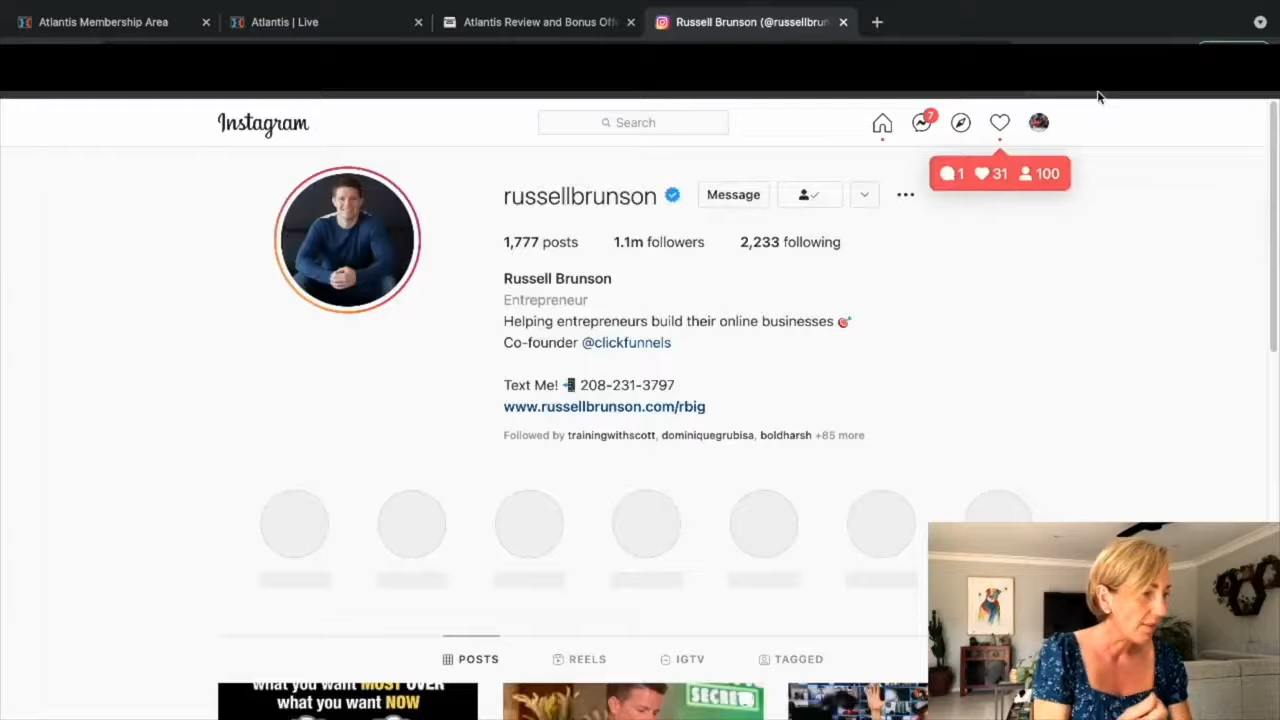 Atlantis Membership Area
Atlantis | Live
Atlantis Review and Bonus Off
Russell Brunson (@russellbrun
Instagram
Search
7
1 31 100
russellbrunson
Message
1,777 posts 1.1m followers 2,233 following
Russell Brunson
Entrepreneur
Helping entrepreneurs build their online businesses 🎯
Co-founder @clickfunnels
Text Me! 📲 208-231-3797
www.russellbrunson.com/rbig
Followed by trainingwithscott, dominiquegrubisa, boldharsh +85 more
POSTS REELS IGTV TAGGED
what you want MOST OVER
what you want NOW
SECRE